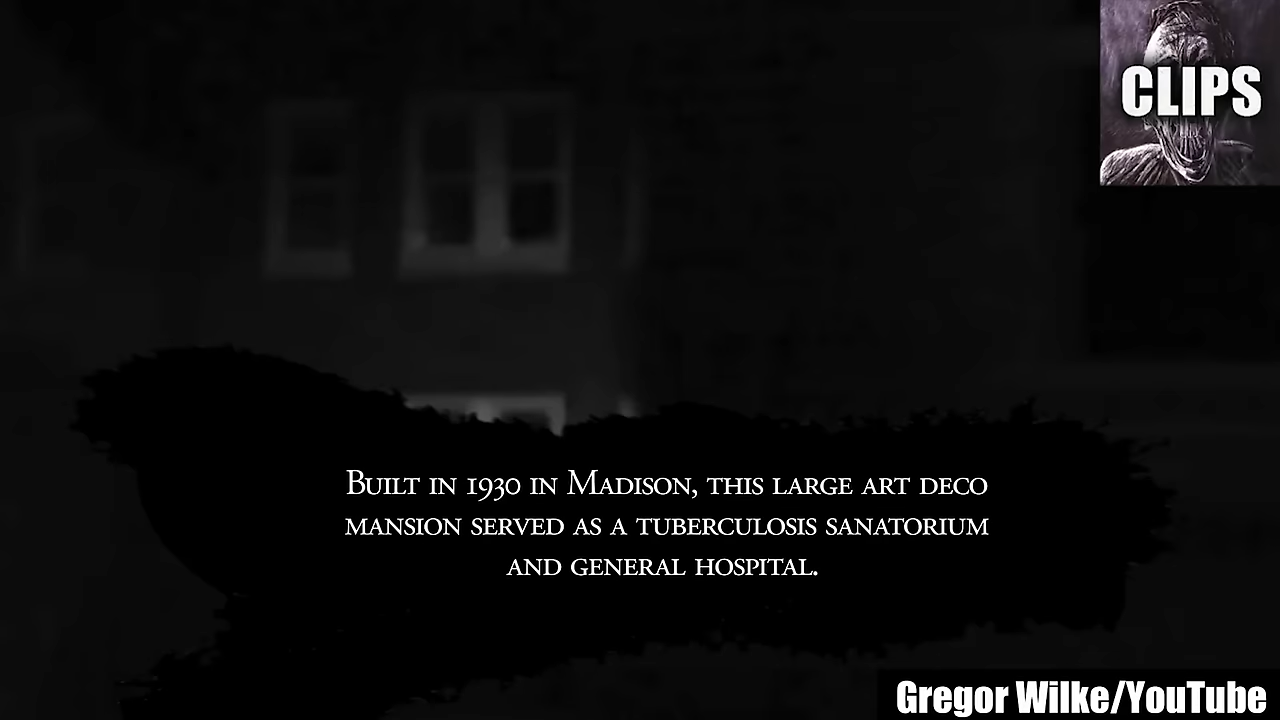 CLIPS
Built in 1930 in Madison, this large art deco
mansion served as a tuberculosis sanatorium
and general hospital.
Gregor Wilke/YouTube